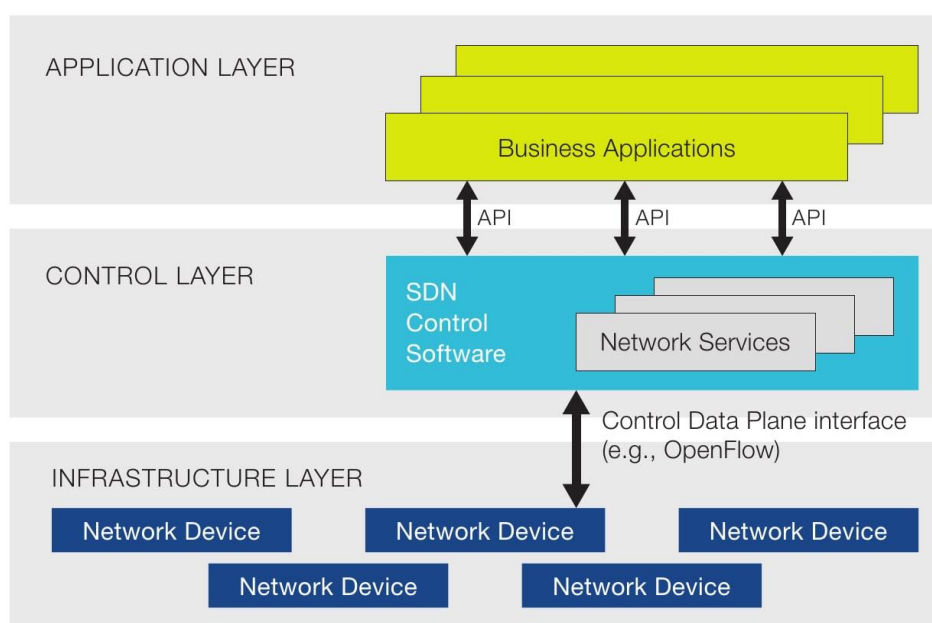 APPLICATION LAYER
Business Applications
API
API
API
CONTROL LAYER
SDN
Control
Software
Network Services
Control Data Plane interface
(e.g., OpenFlow)
INFRASTRUCTURE LAYER
Network Device
Network Device
Network Device
Network Device
Network Device